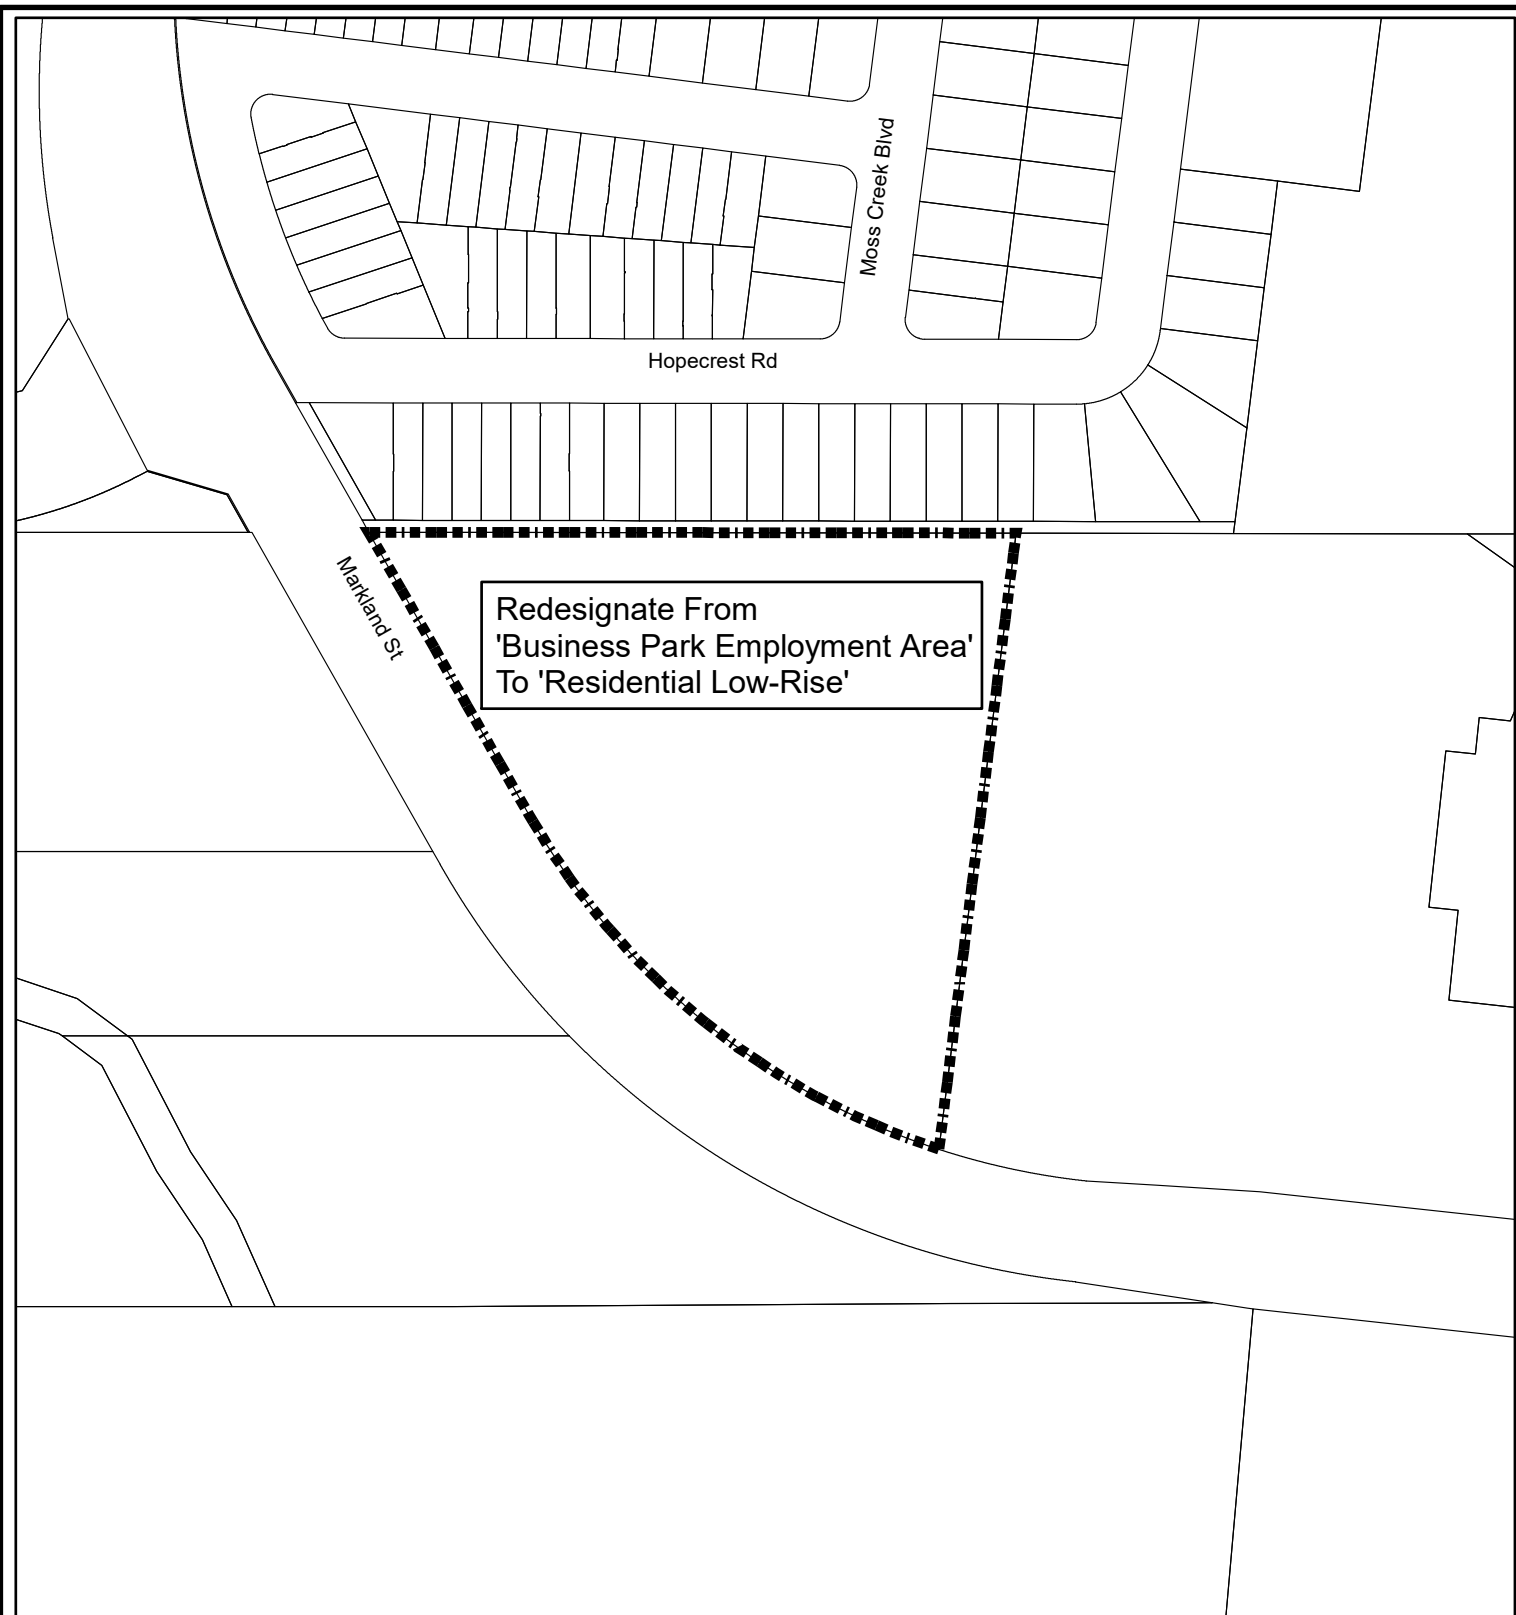 Moss Creek Blvd
Hopecrest Rd
Markland St
Redesignate From
'Business Park Employment Area'
To 'Residential Low-Rise'